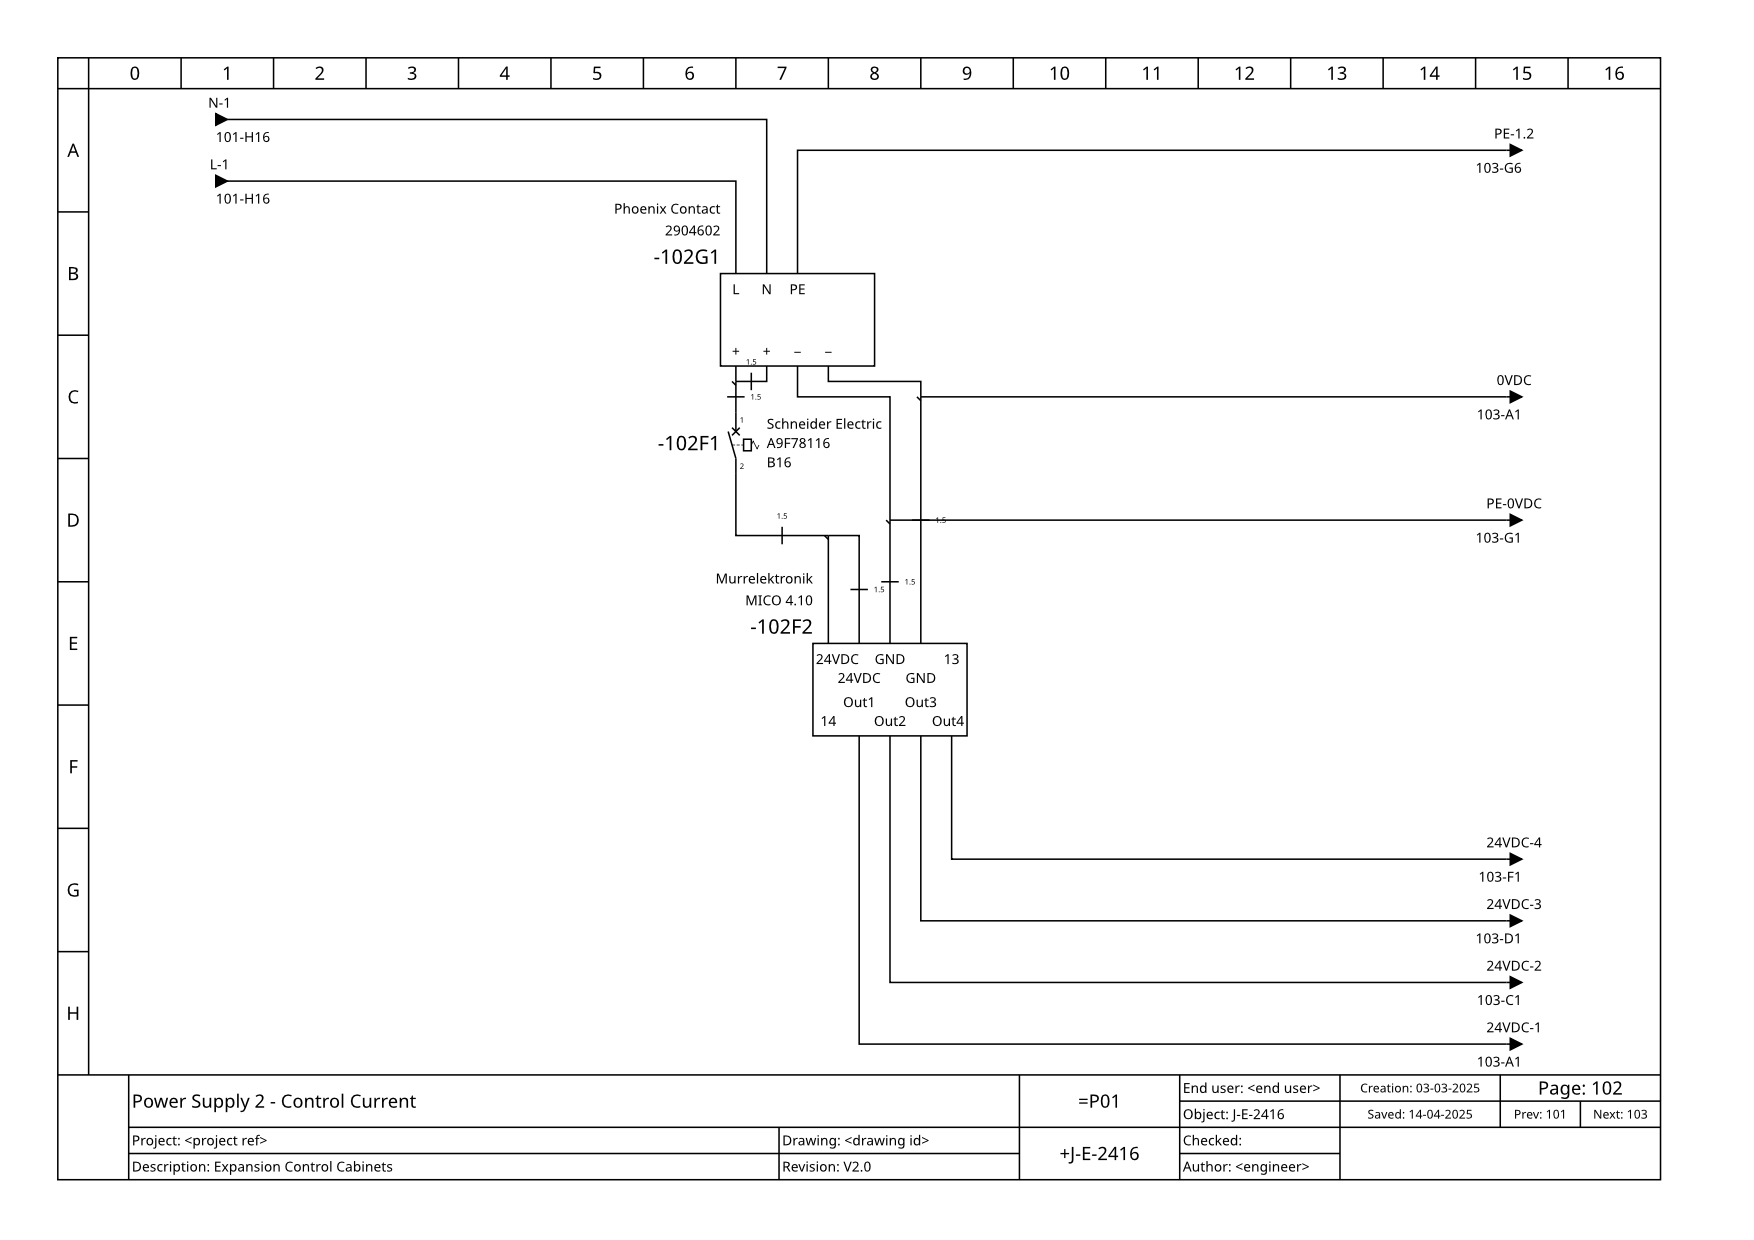 0 1 2 3 4 5 6 7 8 9 10 11 12 13 14 15 16
N-1
101-H16
L-1
101-H16
PE-1.2
103-G6
A
B
C
D
E
F
G
H
Phoenix Contact
2904602
-102G1
L N PE
+ + – –
1.5
1.5
0VDC
103-A1
1
-102F1
Schneider Electric
A9F78116
B16
2
PE-0VDC
103-G1
1.5
1.5
1.5
1.5
Murrelektronik
MICO 4.10
-102F2
24VDC GND 13
24VDC GND
Out1 Out3
14 Out2 Out4
24VDC-4
103-F1
24VDC-3
103-D1
24VDC-2
103-C1
24VDC-1
103-A1
Power Supply 2 - Control Current
Project: <project ref>
Description: Expansion Control Cabinets
Drawing: <drawing id>
Revision: V2.0
=P01
+J-E-2416
End user: <end user>
Object: J-E-2416
Checked:
Author: <engineer>
Creation: 03-03-2025
Saved: 14-04-2025
Page: 102
Prev: 101
Next: 103